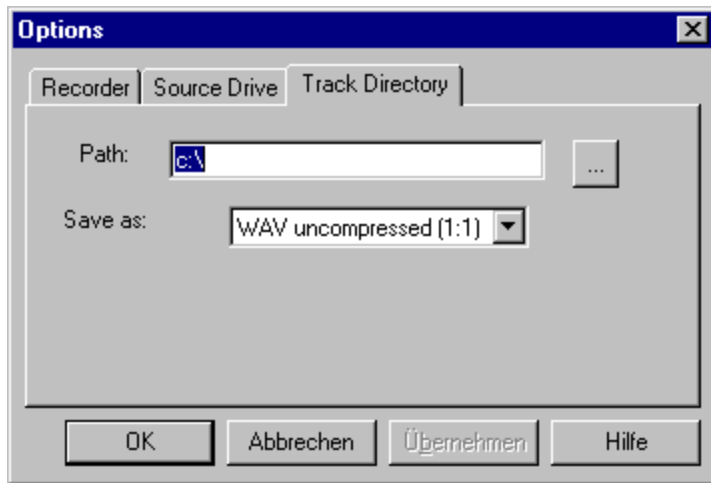 Options
Recorder Source Drive Track Directory
Path: c:\ ...
Save as: WAV uncompressed (1:1)
OK Abbrechen Übernehmen Hilfe